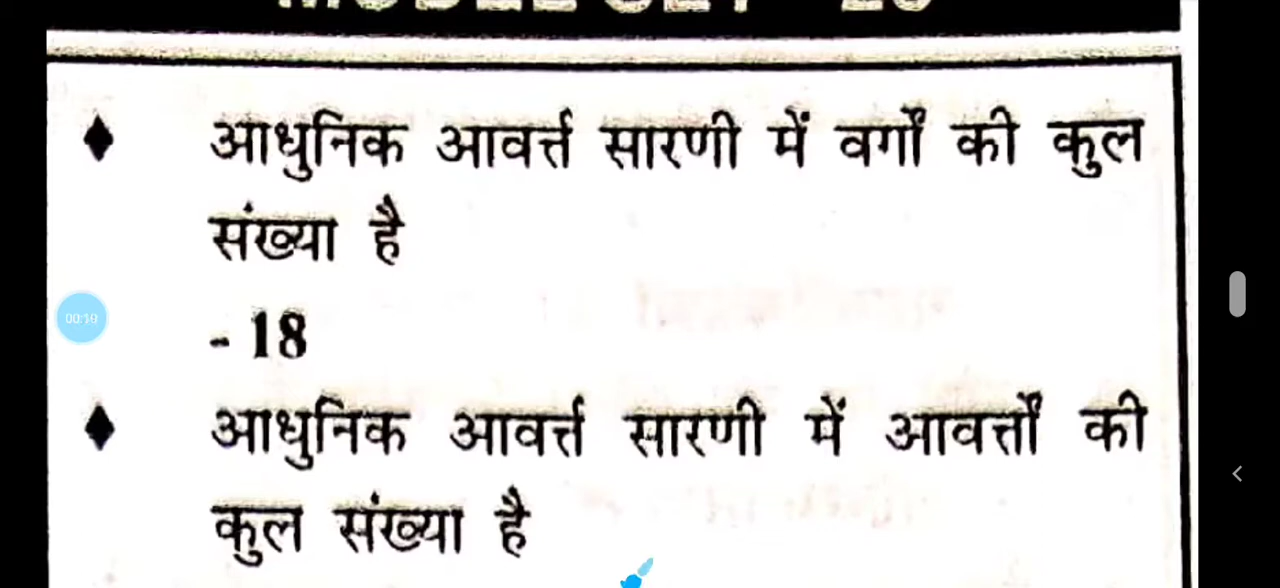 ♦ आधुनिक आवर्त्त सारणी में वर्गों की कुल
संख्या है
- 18
♦ आधुनिक आवर्त्त सारणी में आवर्त्तों की
कुल संख्या है